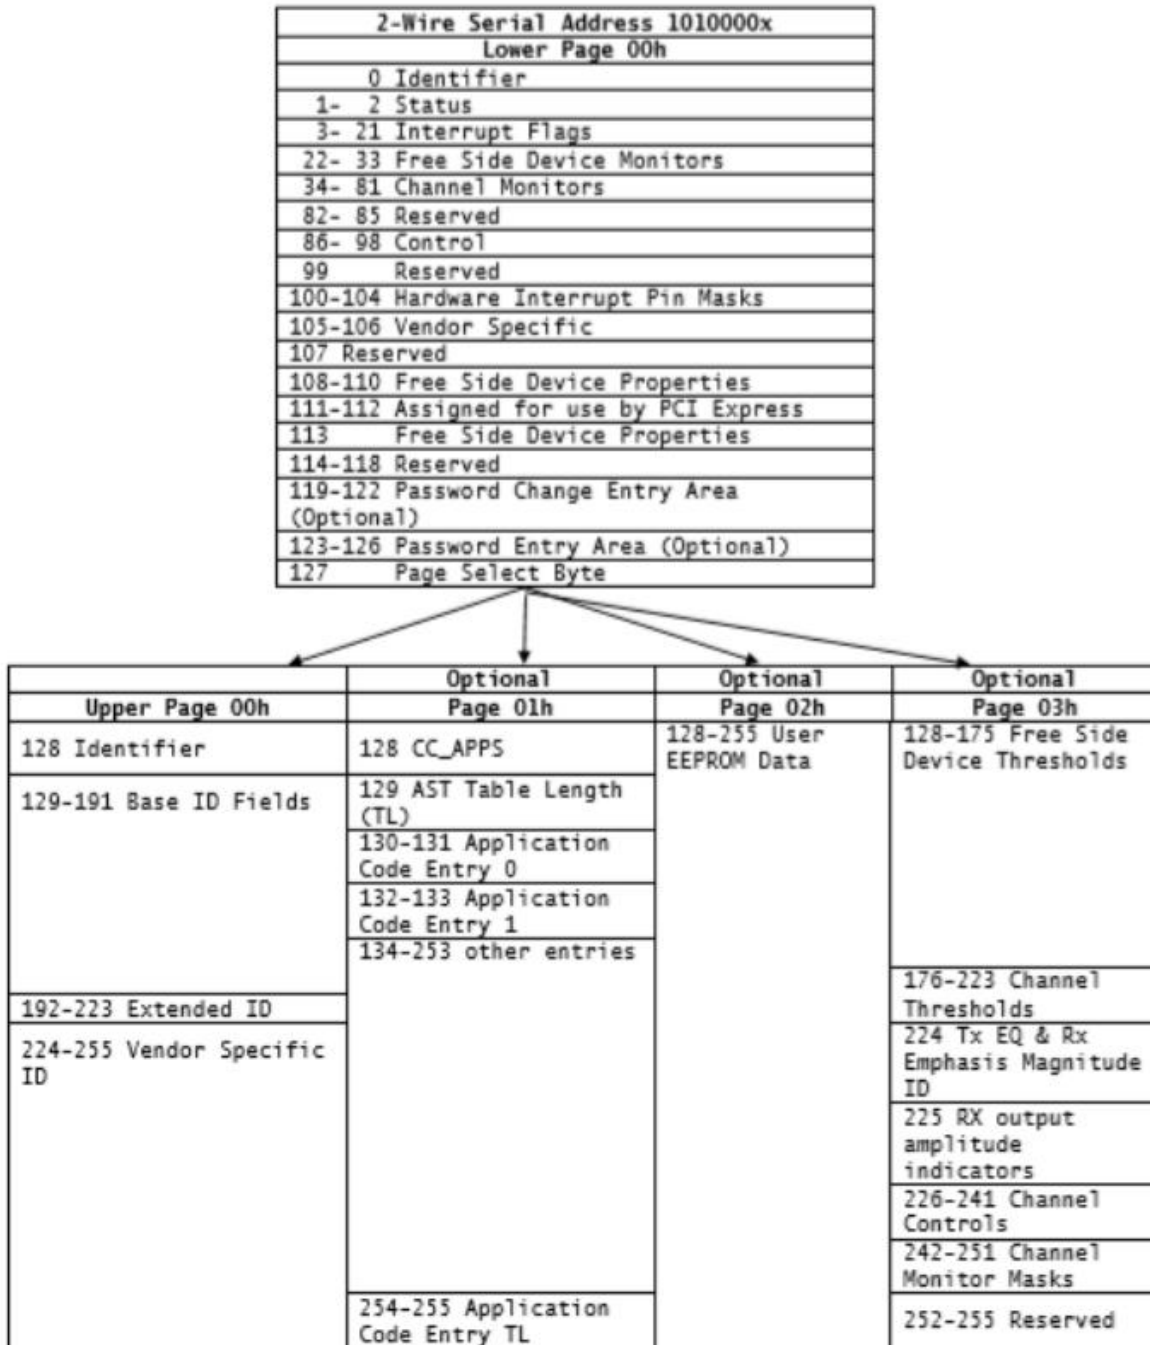 2-Wire Serial Address 1010000x
Lower Page 00h
0 Identifier
1- 2 Status
3- 21 Interrupt Flags
22- 33 Free Side Device Monitors
34- 81 Channel Monitors
82- 85 Reserved
86- 98 Control
99 Reserved
100-104 Hardware Interrupt Pin Masks
105-106 Vendor Specific
107 Reserved
108-110 Free Side Device Properties
111-112 Assigned for use by PCI Express
113 Free Side Device Properties
114-118 Reserved
119-122 Password Change Entry Area
(Optional)
123-126 Password Entry Area (Optional)
127 Page Select Byte
Upper Page 00h
128 Identifier
129-191 Base ID Fields
192-223 Extended ID
224-255 Vendor Specific
ID
Optional
Page 01h
128 CC_APPS
129 AST Table Length
(TL)
130-131 Application
Code Entry 0
132-133 Application
Code Entry 1
134-253 other entries
254-255 Application
Code Entry TL
Optional
Page 02h
128-255 User
EEPROM Data
Optional
Page 03h
128-175 Free Side
Device Thresholds
176-223 Channel
Thresholds
224 Tx EQ & Rx
Emphasis Magnitude
ID
225 RX output
amplitude
indicators
226-241 Channel
Controls
242-251 Channel
Monitor Masks
252-255 Reserved